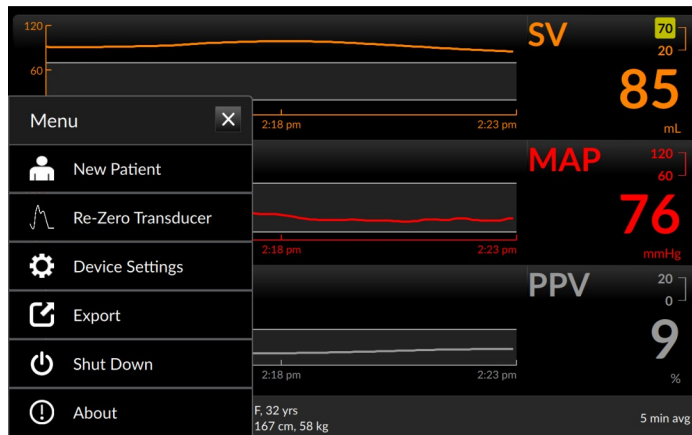 120
60
SV
70
20
85
mL
2:18 pm
2:23 pm
Menu
New Patient
Re-Zero Transducer
Device Settings
Export
Shut Down
About
MAP
120
60
76
mmHg
2:18 pm
2:23 pm
PPV
20
0
9
%
2:18 pm
2:23 pm
F, 32 yrs
167 cm, 58 kg
5 min avg